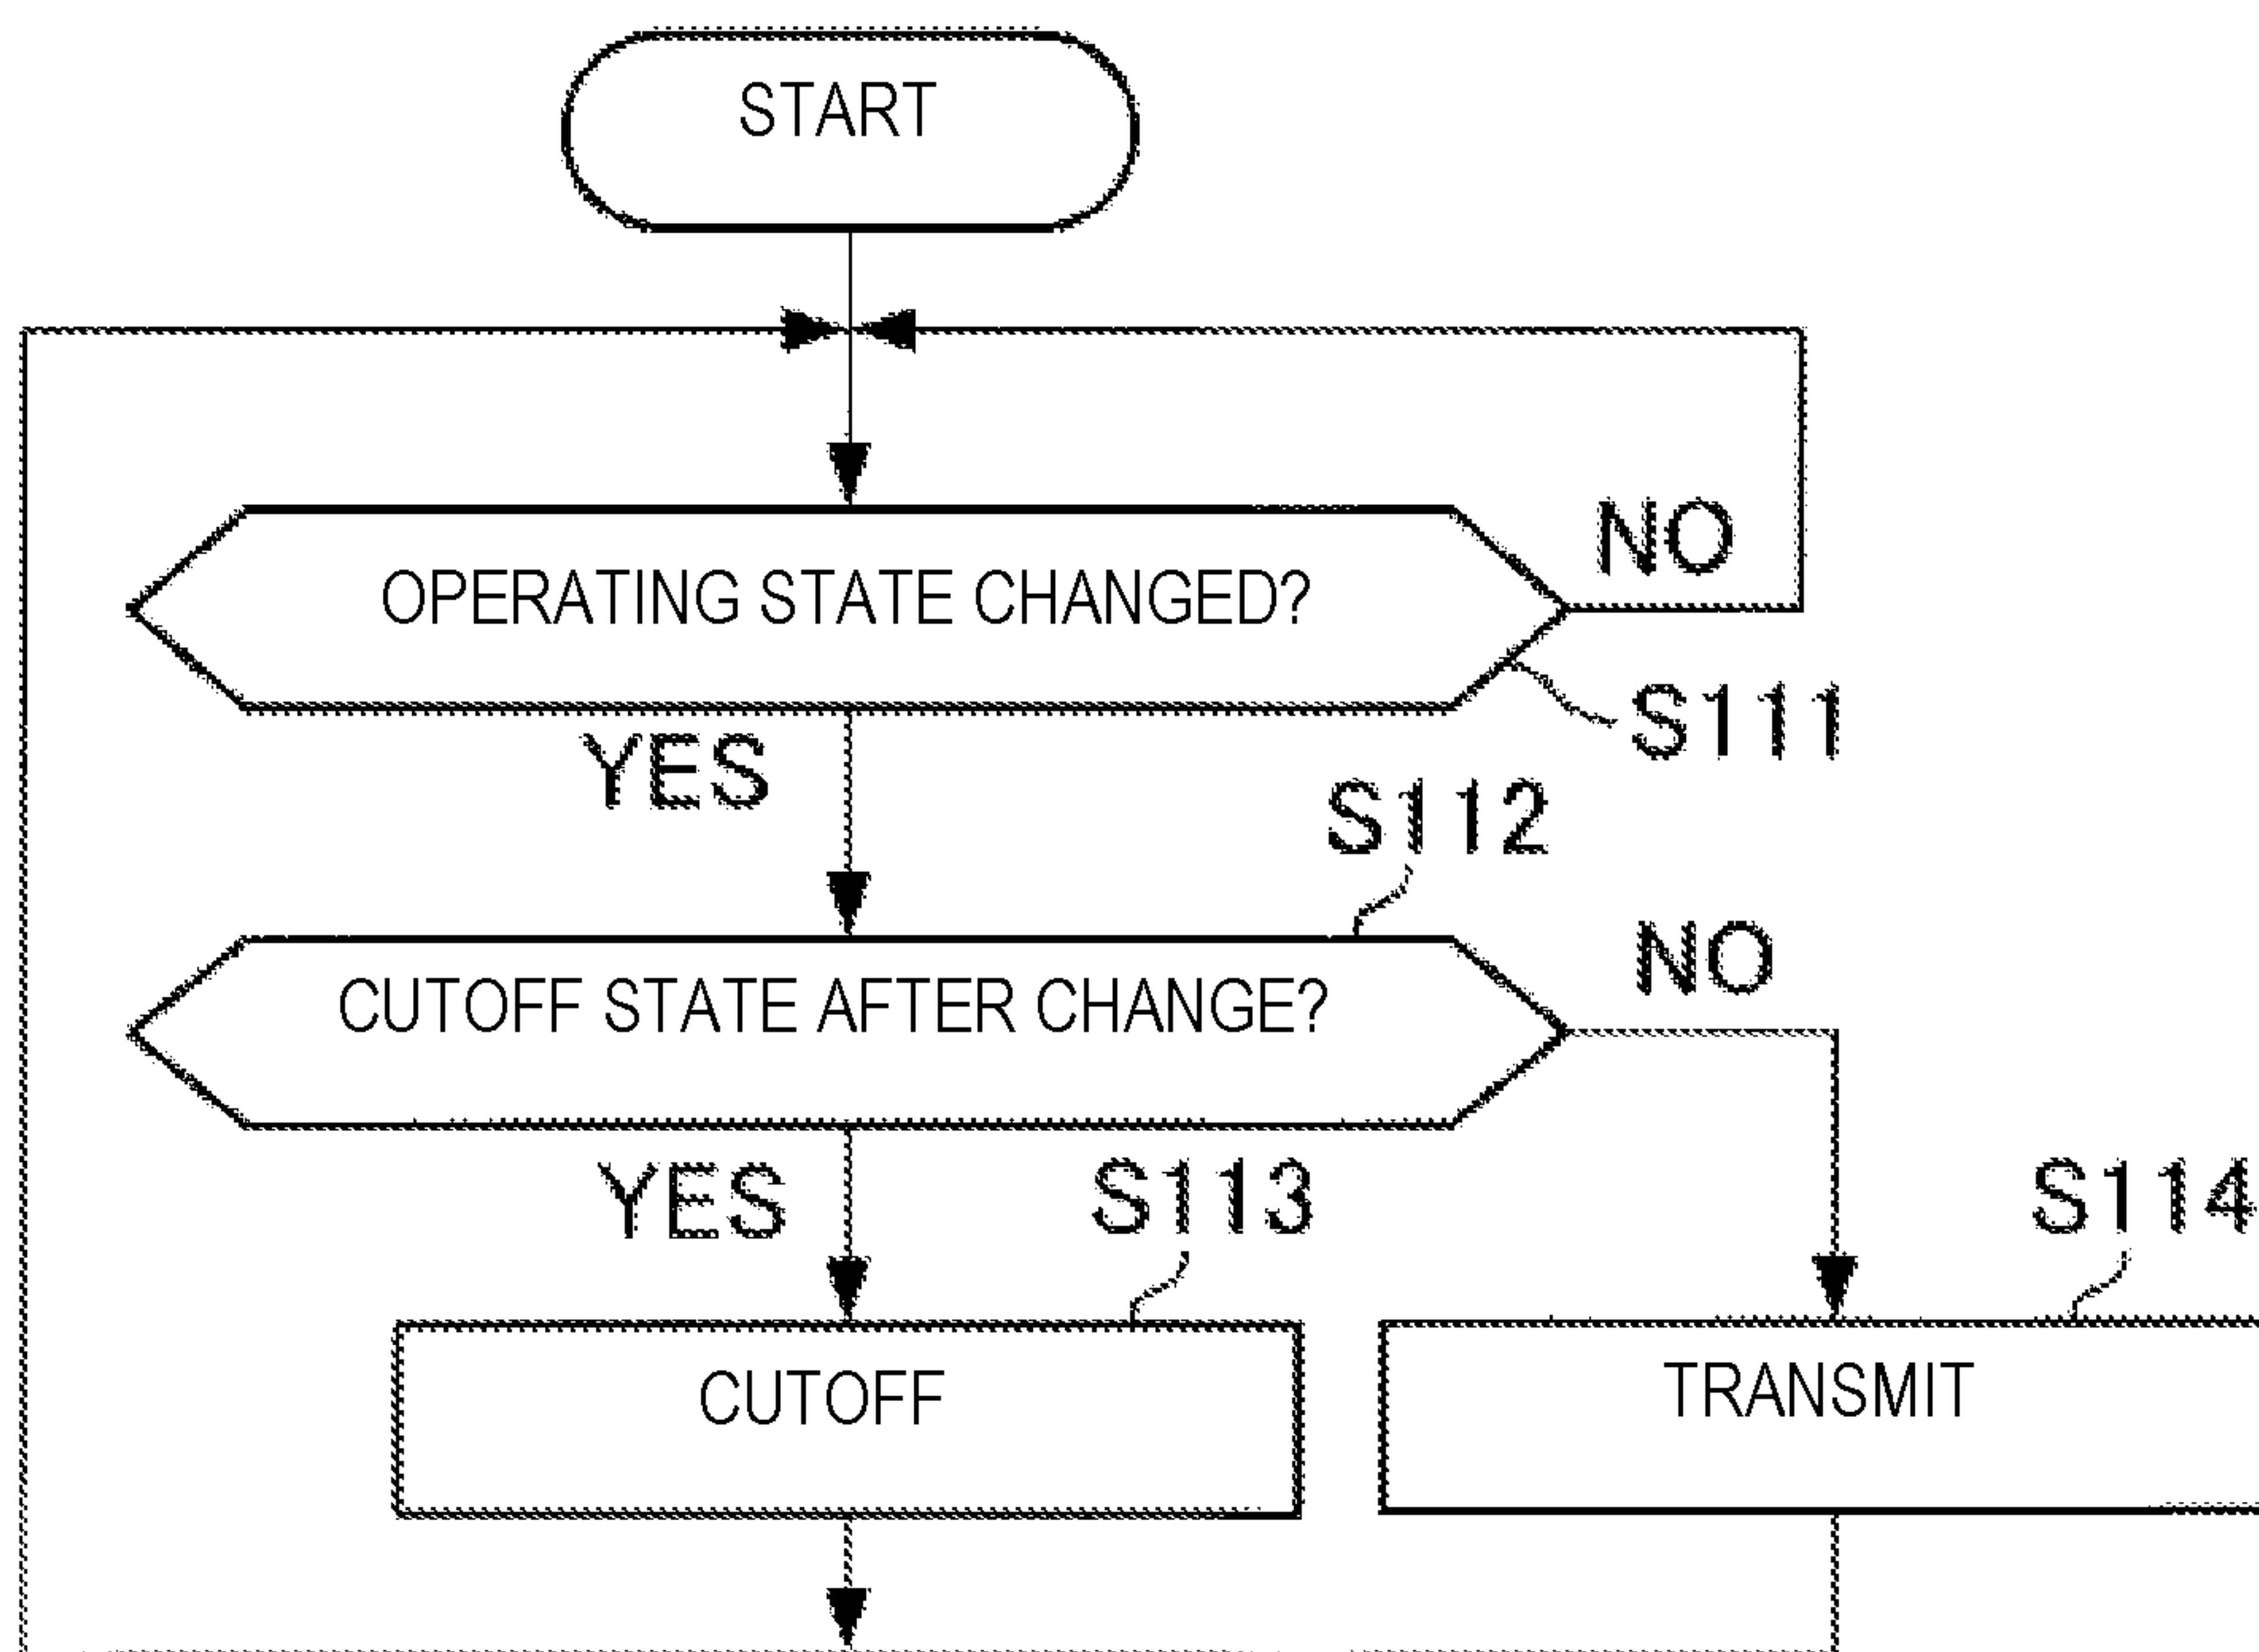 START
OPERATING STATE CHANGED?
NO
S111
YES
S112
CUTOFF STATE AFTER CHANGE?
NO
YES
S113
S114
CUTOFF
TRANSMIT